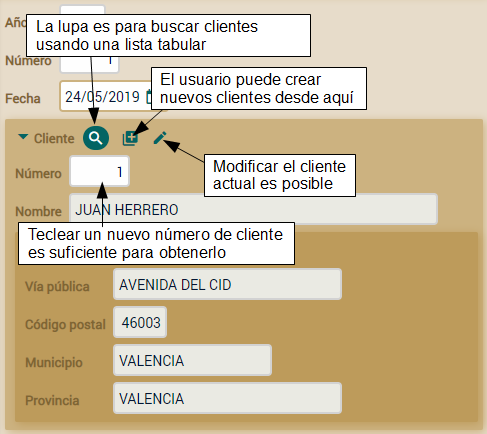 La lupa es para buscar clientes
usando una lista tabular
Año
Número 1
El usuario puede crear
nuevos clientes desde aquí
Fecha 24/05/2019
Cliente
Modificar el cliente
actual es posible
Número 1
Nombre JUAN HERRERO
Teclear un nuevo número de cliente
es suficiente para obtenerlo
Vía pública AVENIDA DEL CID
Código postal 46003
Municipio VALENCIA
Provincia VALENCIA